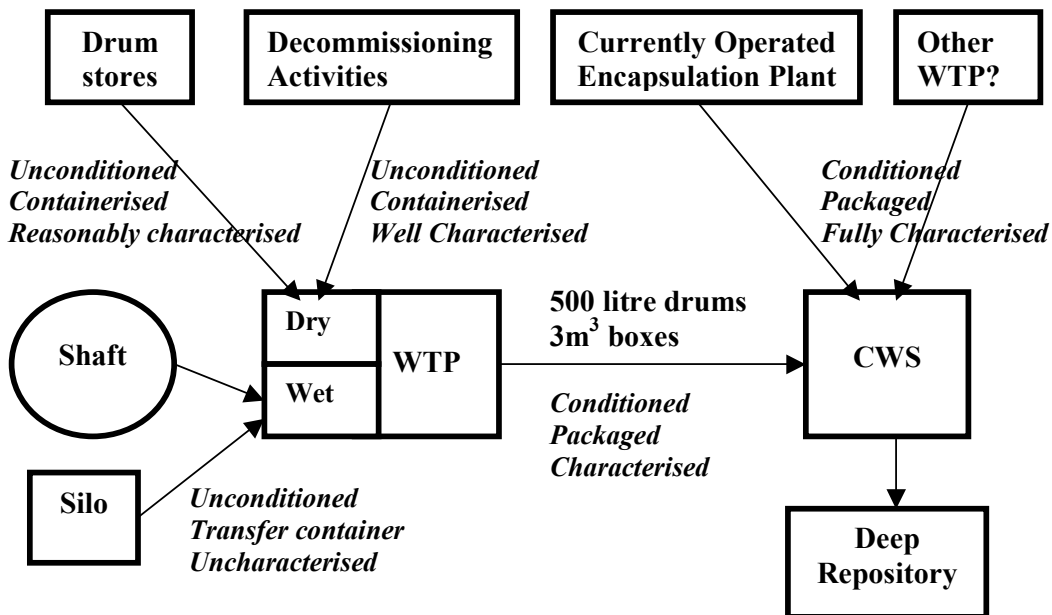 Drum
stores
Decommissioning
Activities
Currently Operated
Encapsulation Plant
Other
WTP?
Unconditioned
Containerised
Reasonably characterised
Unconditioned
Containerised
Well Characterised
Conditioned
Packaged
Fully Characterised
Shaft
Dry
Wet
WTP
500 litre drums
3m³ boxes
Conditioned
Packaged
Characterised
CWS
Silo
Unconditioned
Transfer container
Uncharacterised
Deep
Repository